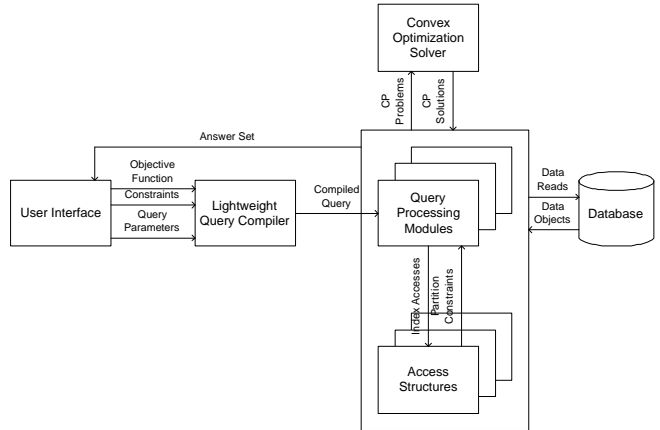 Convex
Optimization
Solver
CP
Problems
CP
Solutions
Answer Set
Objective
Function
Constraints
Query
Parameters
User Interface
Lightweight
Query Compiler
Compiled
Query
Query
Processing
Modules
Data
Reads
Data
Objects
Database
Index Accesses
Partition
Constraints
Access
Structures